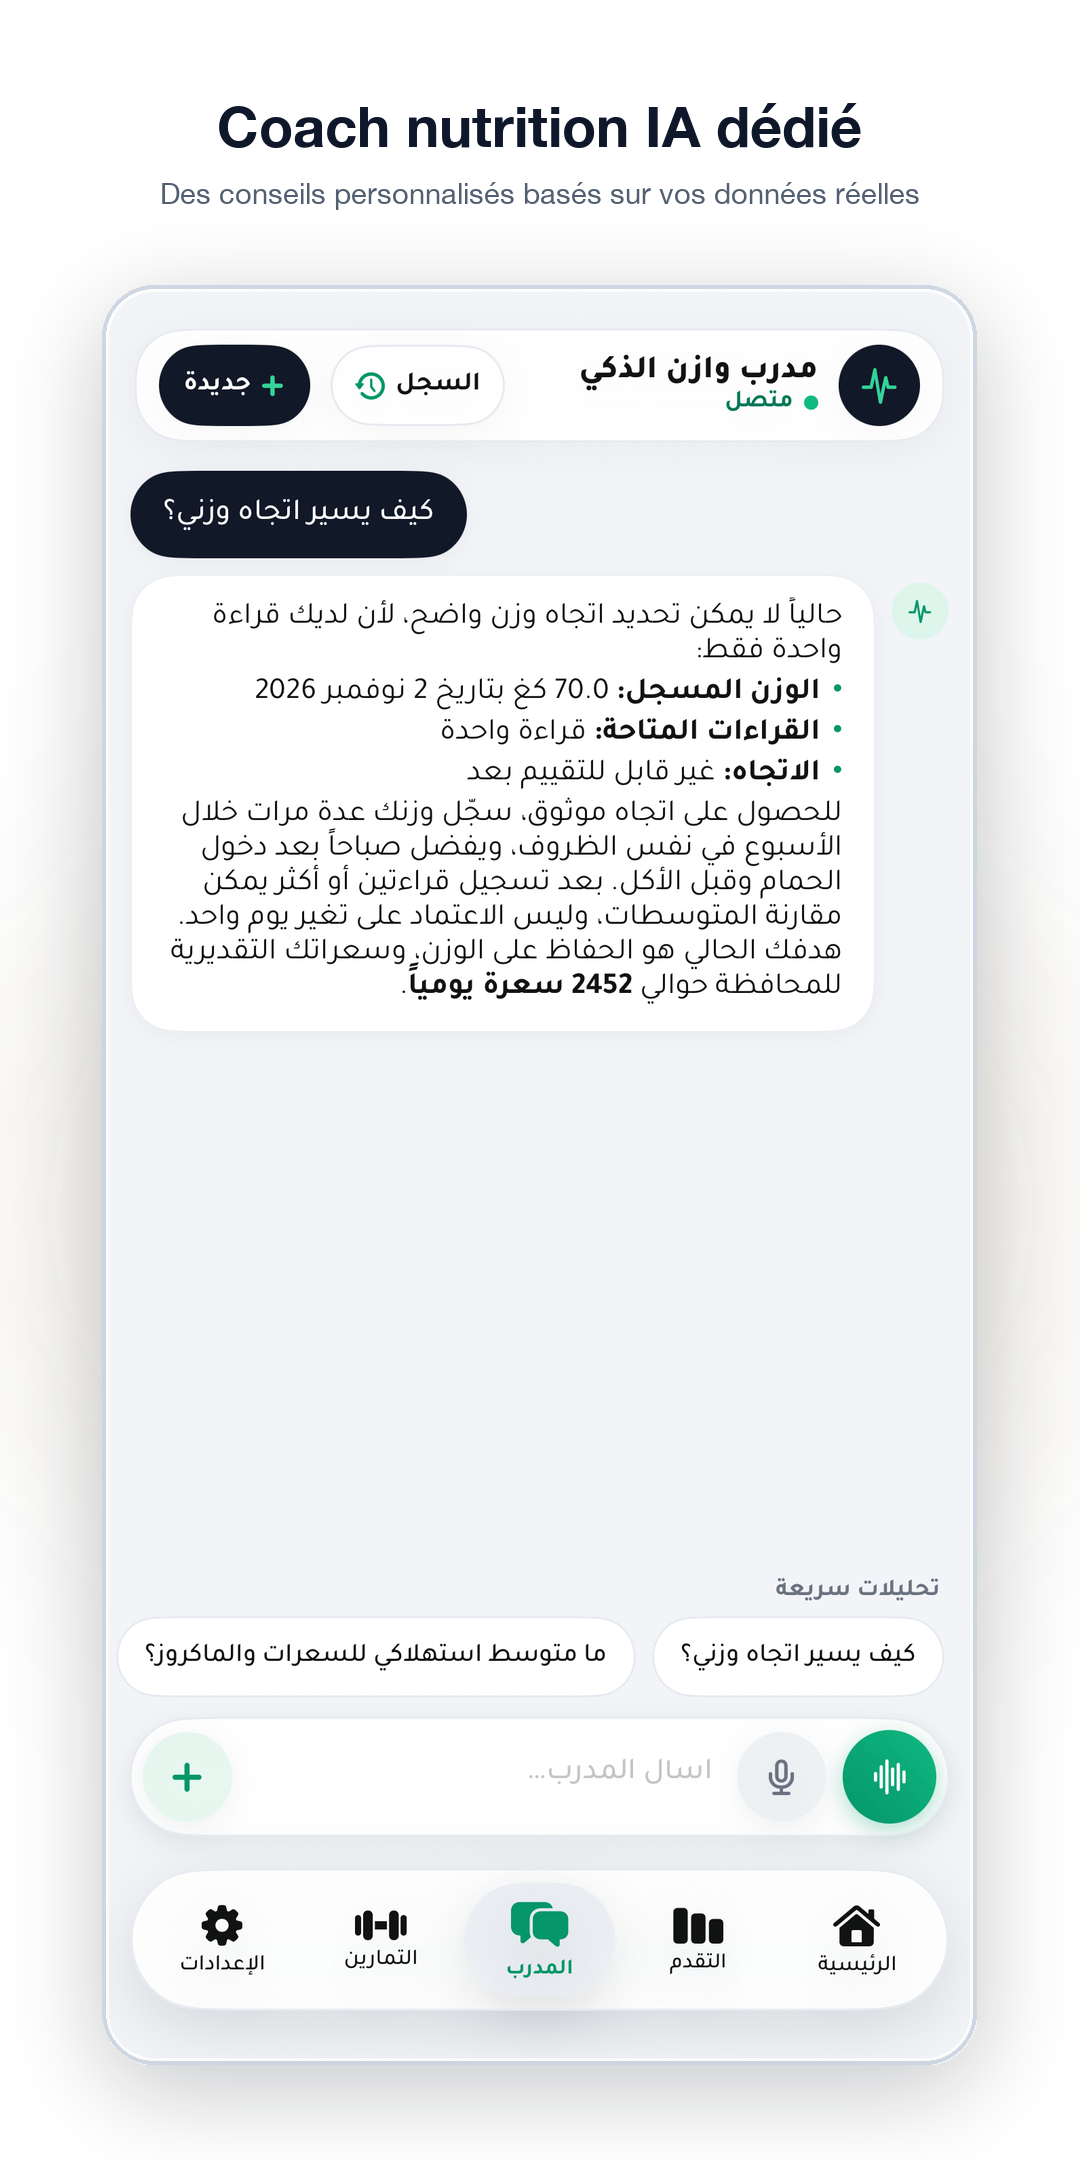 Coach nutrition IA dédié
Des conseils personnalisés basés sur vos données réelles
مدرب وازن الذكي
متصل
السجل
جديدة
كيف يسير اتجاه وزني؟
حالياً لا يمكن تحديد اتجاه وزن واضح، لأن لديك قراءة
واحدة فقط:
• الوزن المسجل: 70.0 كغ بتاريخ 2 نوفمبر 2026
• القراءات المتاحة: قراءة واحدة
• الاتجاه: غير قابل للتقييم بعد
للحصول على اتجاه موثوق، سجّل وزنك عدة مرات خلال
الأسبوع في نفس الظروف، ويفضل صباحاً بعد دخول
الحمام وقبل الأكل. بعد تسجيل قراءتين أو أكثر يمكن
مقارنة المتوسطات، وليس الاعتماد على تغير يوم واحد.
هدفك الحالي هو الحفاظ على الوزن، وسعراتك التقديرية
للمحافظة حوالي 2452 سعرة يومياً.
تحليلات سريعة
كيف يسير اتجاه وزني؟
ما متوسط استهلاكي للسعرات والماكروز؟
اسال المدرب...
الرئيسية
التقدم
المدرب
التمارين
الإعدادات